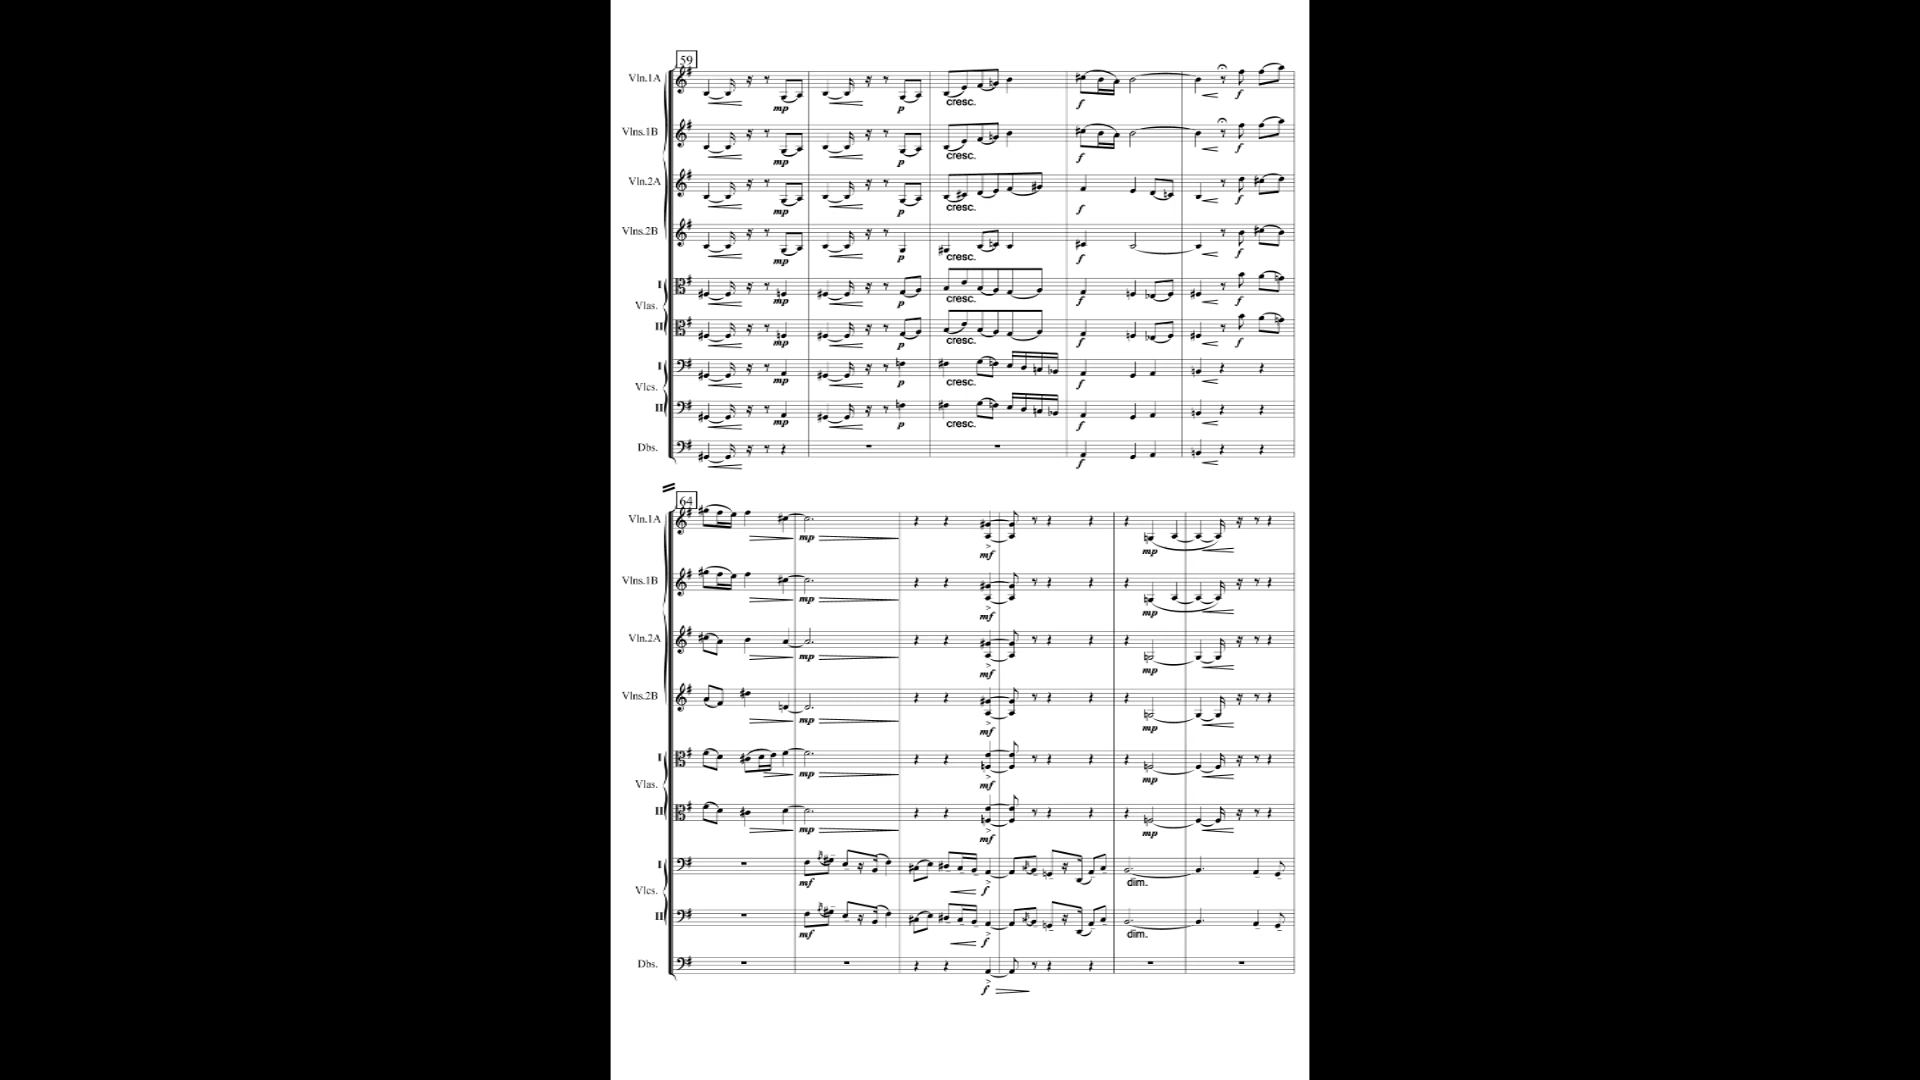 59
Vln.1A
mp p cresc. f f
Vlns.1B
mp p cresc. f f
Vln.2A
mp p cresc. f f
Vlns.2B
mp p cresc. f f
I
mp p cresc. f f
Vlas.
II
mp p cresc. f f
I
mp p cresc. f
Vlcs.
II
mp p cresc. f
Dbs.
f
64
Vln.1A
mp mf mp
Vlns.1B
mp mf mp
Vln.2A
mp mf mp
Vlns.2B
mp mf mp
I
mp mf mp
Vlas.
II
mp mf mp
I
mf f dim.
Vlcs.
II
mf f dim.
Dbs.
f